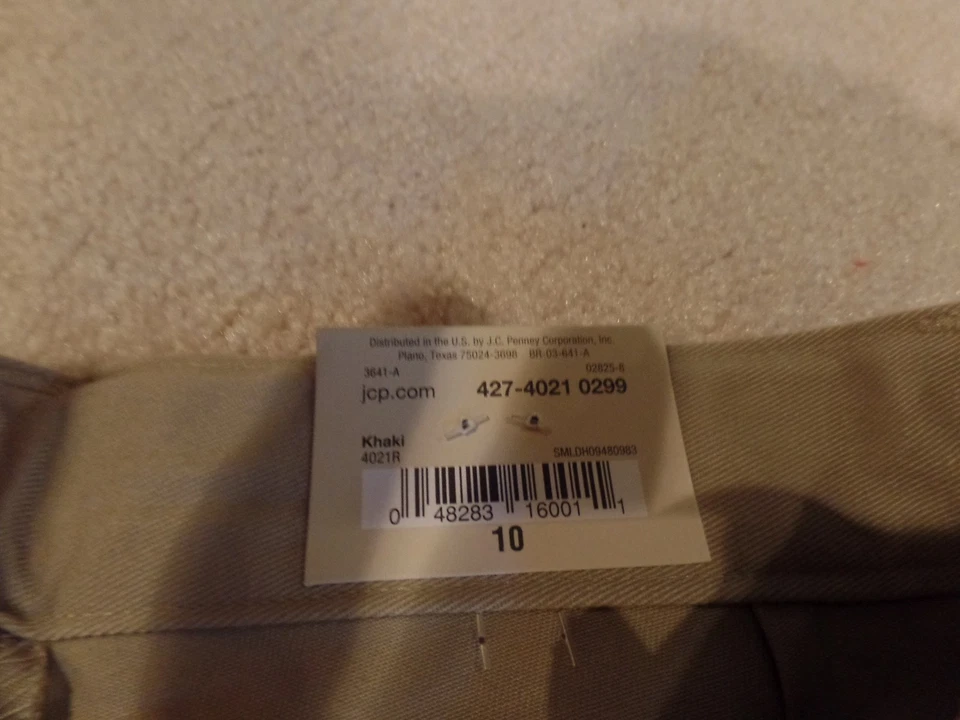 Distributed in the U.S. by J.C. Penney Corporation, Inc.
Plano, Texas 75024-3698 BR-03-641-A
3641-A 02825-8
jcp.com 427-4021 0299
Khaki
4021R SMLDH09480983
0 48283 16001 1
10